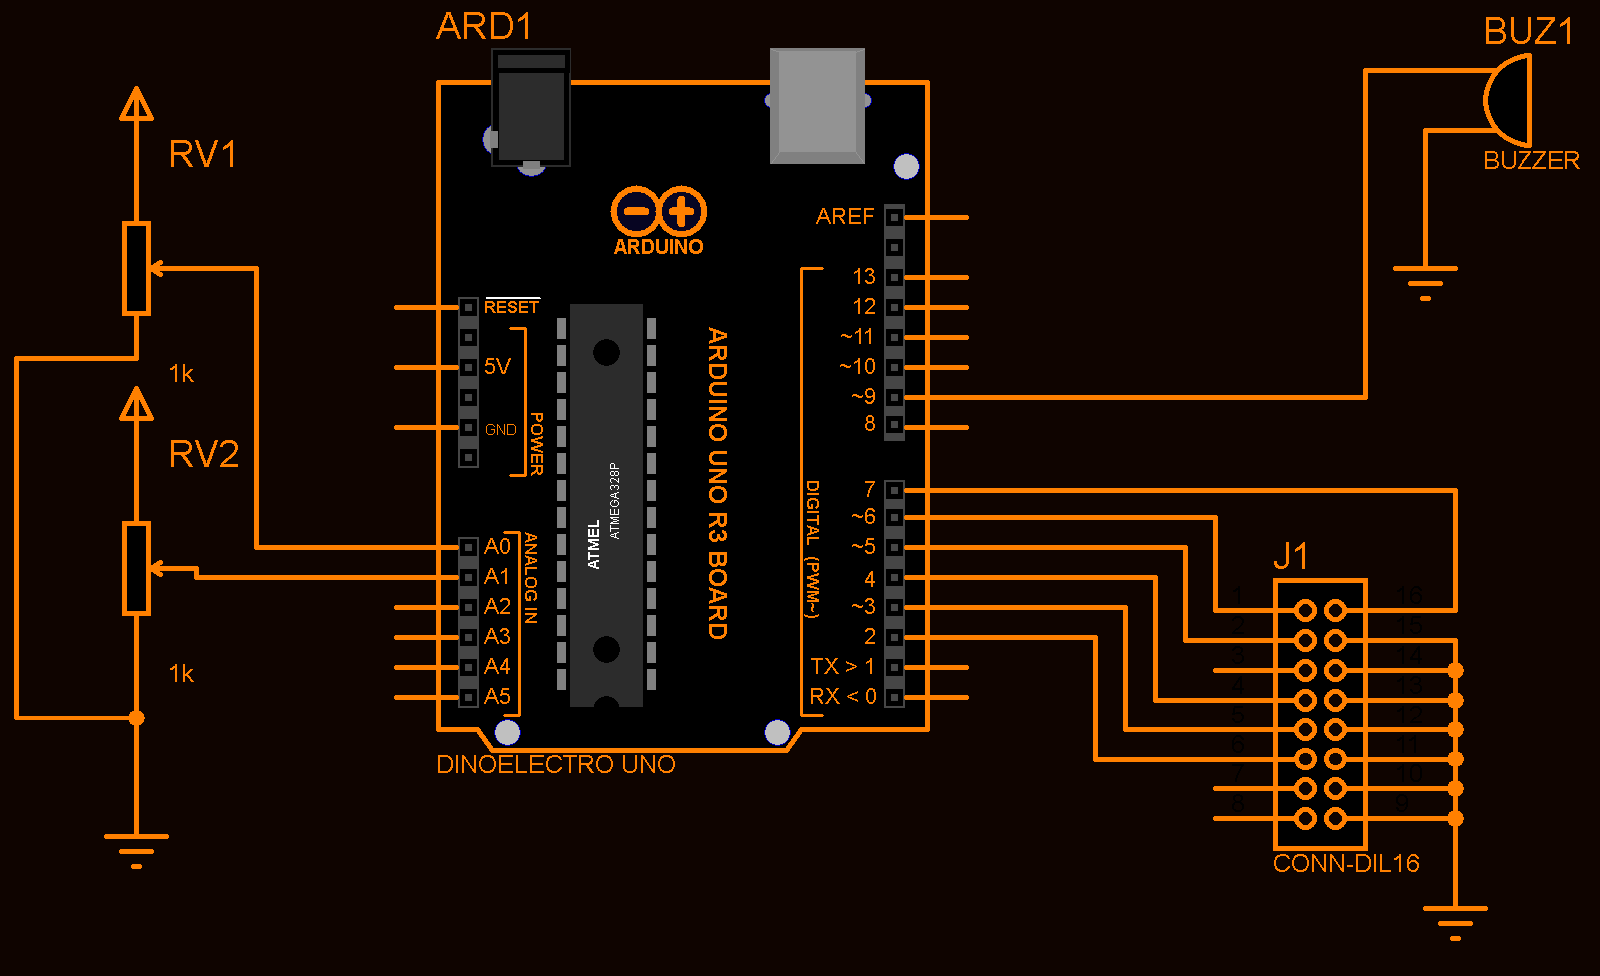 ARD1
BUZ1
BUZZER
RV1
1k
RV2
1k
ARDUINO
AREF
13
12
~11
~10
~9
8
RESET
5V
GND
POWER
ARDUINO UNO R3 BOARD
ATMEL
ATMEGA328P
DIGITAL (PWM~)
7
~6
~5
4
~3
2
TX > 1
RX < 0
A0
A1
A2
A3
A4
A5
ANALOG IN
DINOELECTRO UNO
J1
1
2
3
4
5
6
7
8
16
15
14
13
12
11
10
9
CONN-DIL16